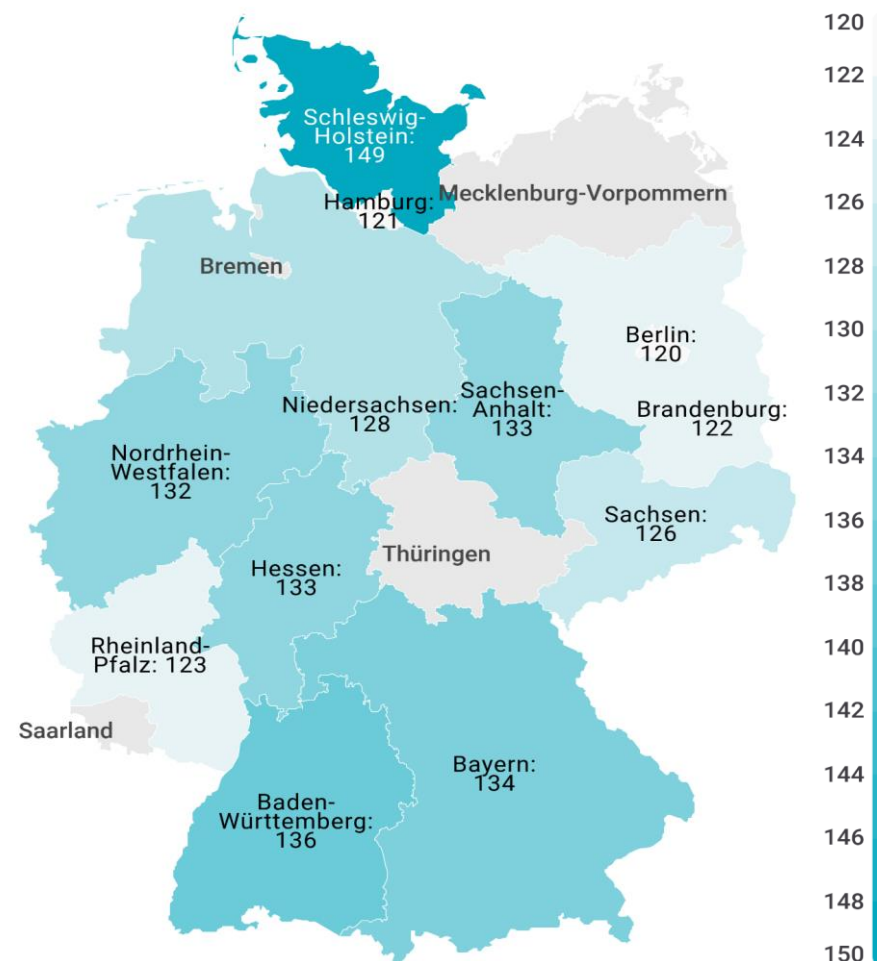 120
122
124
126
128
130
132
134
136
138
140
142
144
146
148
150
Schleswig-
Holstein:
149
Mecklenburg-Vorpommern
Hamburg:
121
Bremen
Berlin:
120
Niedersachsen:
128
Sachsen-
Anhalt:
133
Brandenburg:
122
Nordrhein-
Westfalen:
132
Sachsen:
126
Thüringen
Hessen:
133
Rheinland-
Pfalz: 123
Saarland
Bayern:
134
Baden-
Württemberg:
136